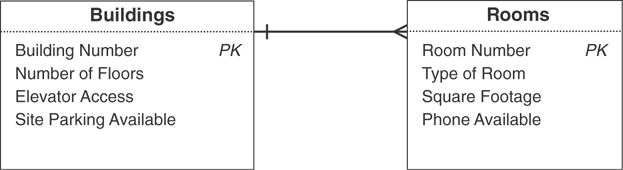 Buildings
Building Number PK
Number of Floors
Elevator Access
Site Parking Available
Rooms
Room Number PK
Type of Room
Square Footage
Phone Available